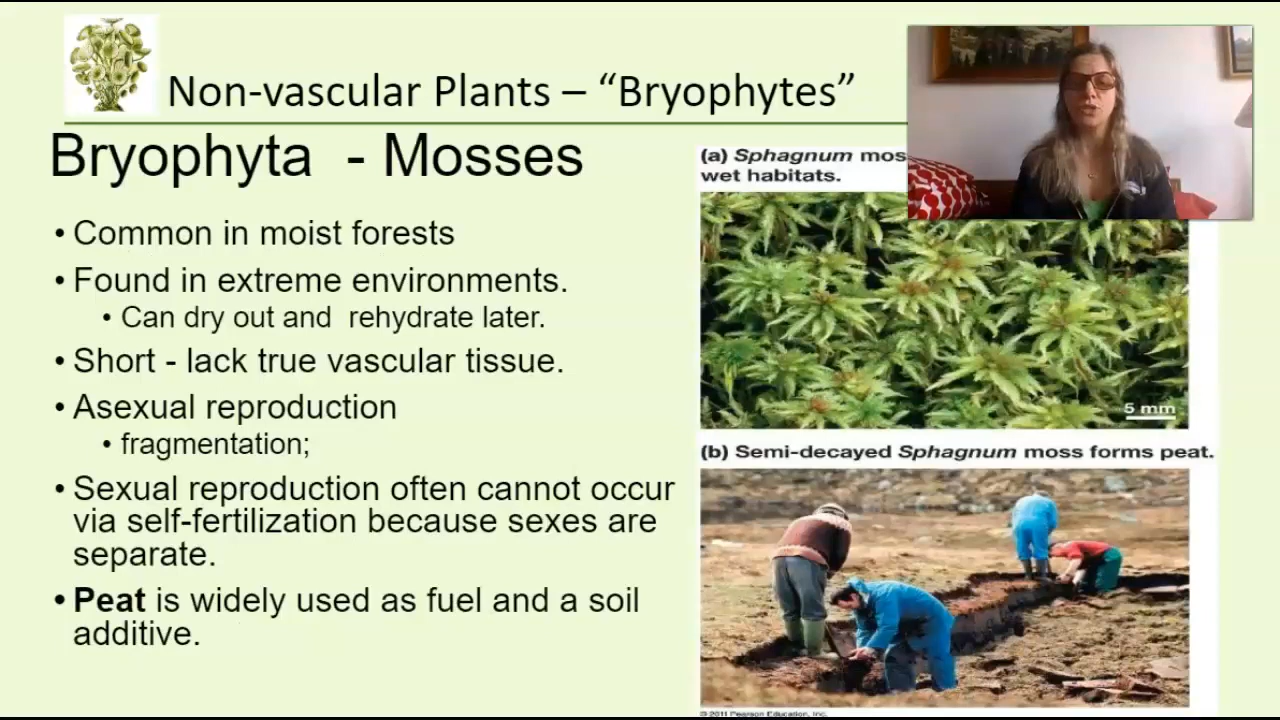 Non-vascular Plants – “Bryophytes”
Bryophyta - Mosses
• Common in moist forests
• Found in extreme environments.
• Can dry out and rehydrate later.
• Short - lack true vascular tissue.
• Asexual reproduction
• fragmentation;
• Sexual reproduction often cannot occur
via self-fertilization because sexes are
separate.
• Peat is widely used as fuel and a soil
additive.
(a) Sphagnum mos
wet habitats.
5 mm
(b) Semi-decayed Sphagnum moss forms peat.
© 2011 Pearson Education, Inc.